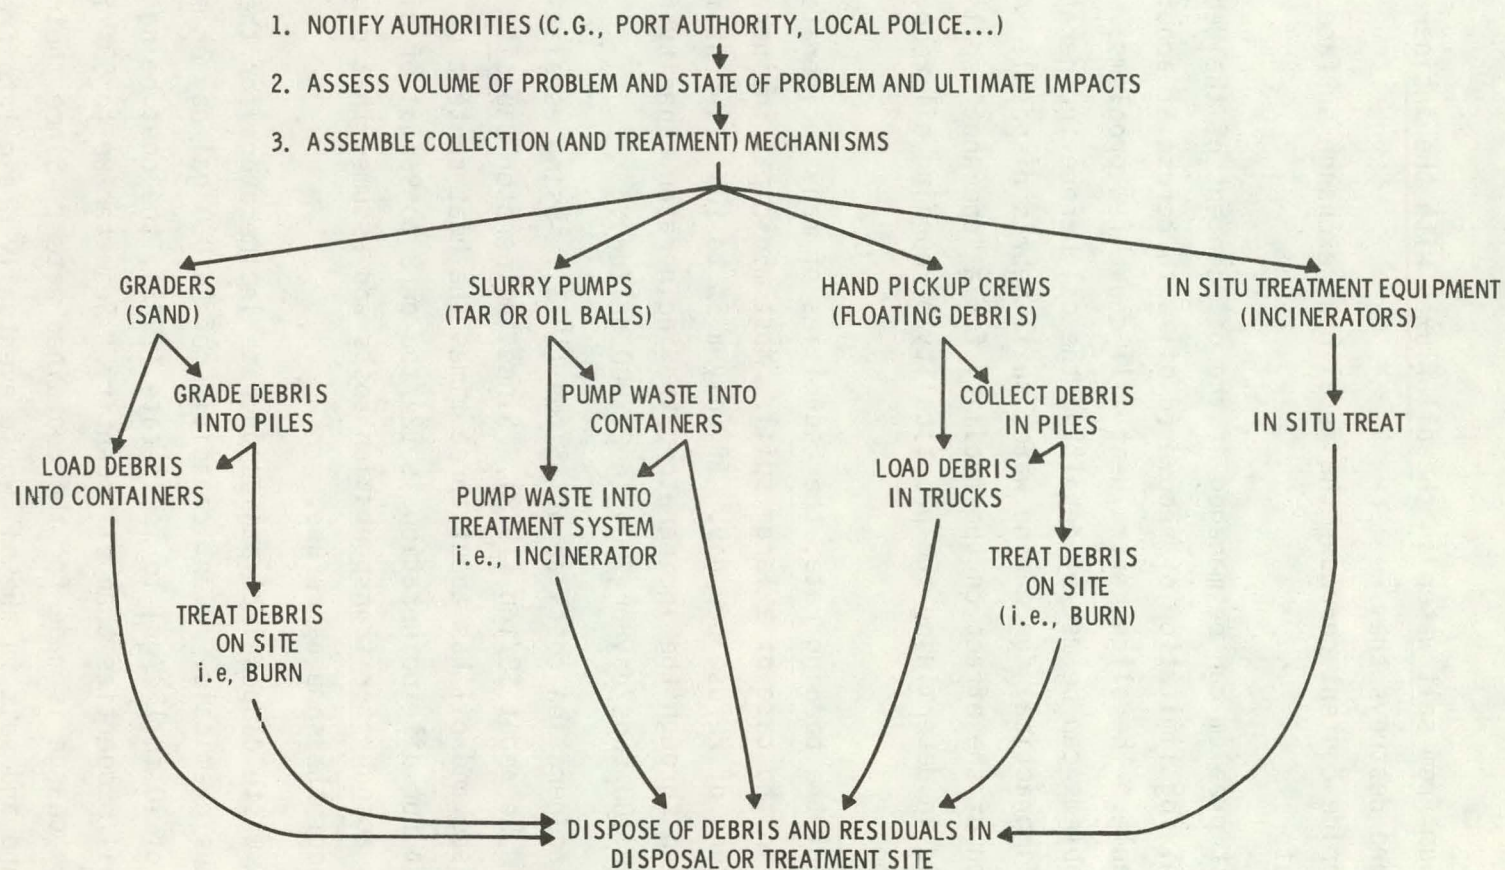 1. NOTIFY AUTHORITIES (C.G., PORT AUTHORITY, LOCAL POLICE...)
2. ASSESS VOLUME OF PROBLEM AND STATE OF PROBLEM AND ULTIMATE IMPACTS
3. ASSEMBLE COLLECTION (AND TREATMENT) MECHANISMS
GRADERS
(SAND)
SLURRY PUMPS
(TAR OR OIL BALLS)
HAND PICKUP CREWS
(FLOATING DEBRIS)
IN SITU TREATMENT EQUIPMENT
(INCINERATORS)
GRADE DEBRIS
INTO PILES
LOAD DEBRIS
INTO CONTAINERS
TREAT DEBRIS
ON SITE
i.e, BURN
PUMP WASTE INTO
CONTAINERS
PUMP WASTE INTO
TREATMENT SYSTEM
i.e., INCINERATOR
COLLECT DEBRIS
IN PILES
LOAD DEBRIS
IN TRUCKS
TREAT DEBRIS
ON SITE
(i.e., BURN)
IN SITU TREAT
DISPOSE OF DEBRIS AND RESIDUALS IN
DISPOSAL OR TREATMENT SITE